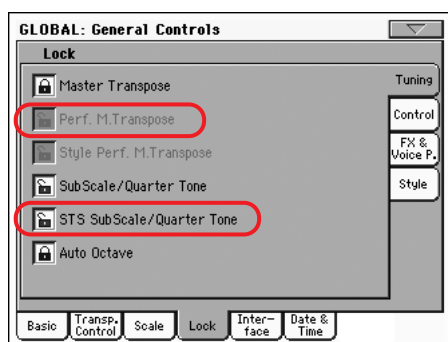 GLOBAL: General Controls
Lock
Master Transpose
Perf. M.Transpose
Style Perf. M.Transpose
SubScale/Quarter Tone
STS SubScale/Quarter Tone
Auto Octave
Tuning
Control
FX &
Voice P.
Style
Basic
Transp.
Control
Scale
Lock
Inter-
face
Date &
Time